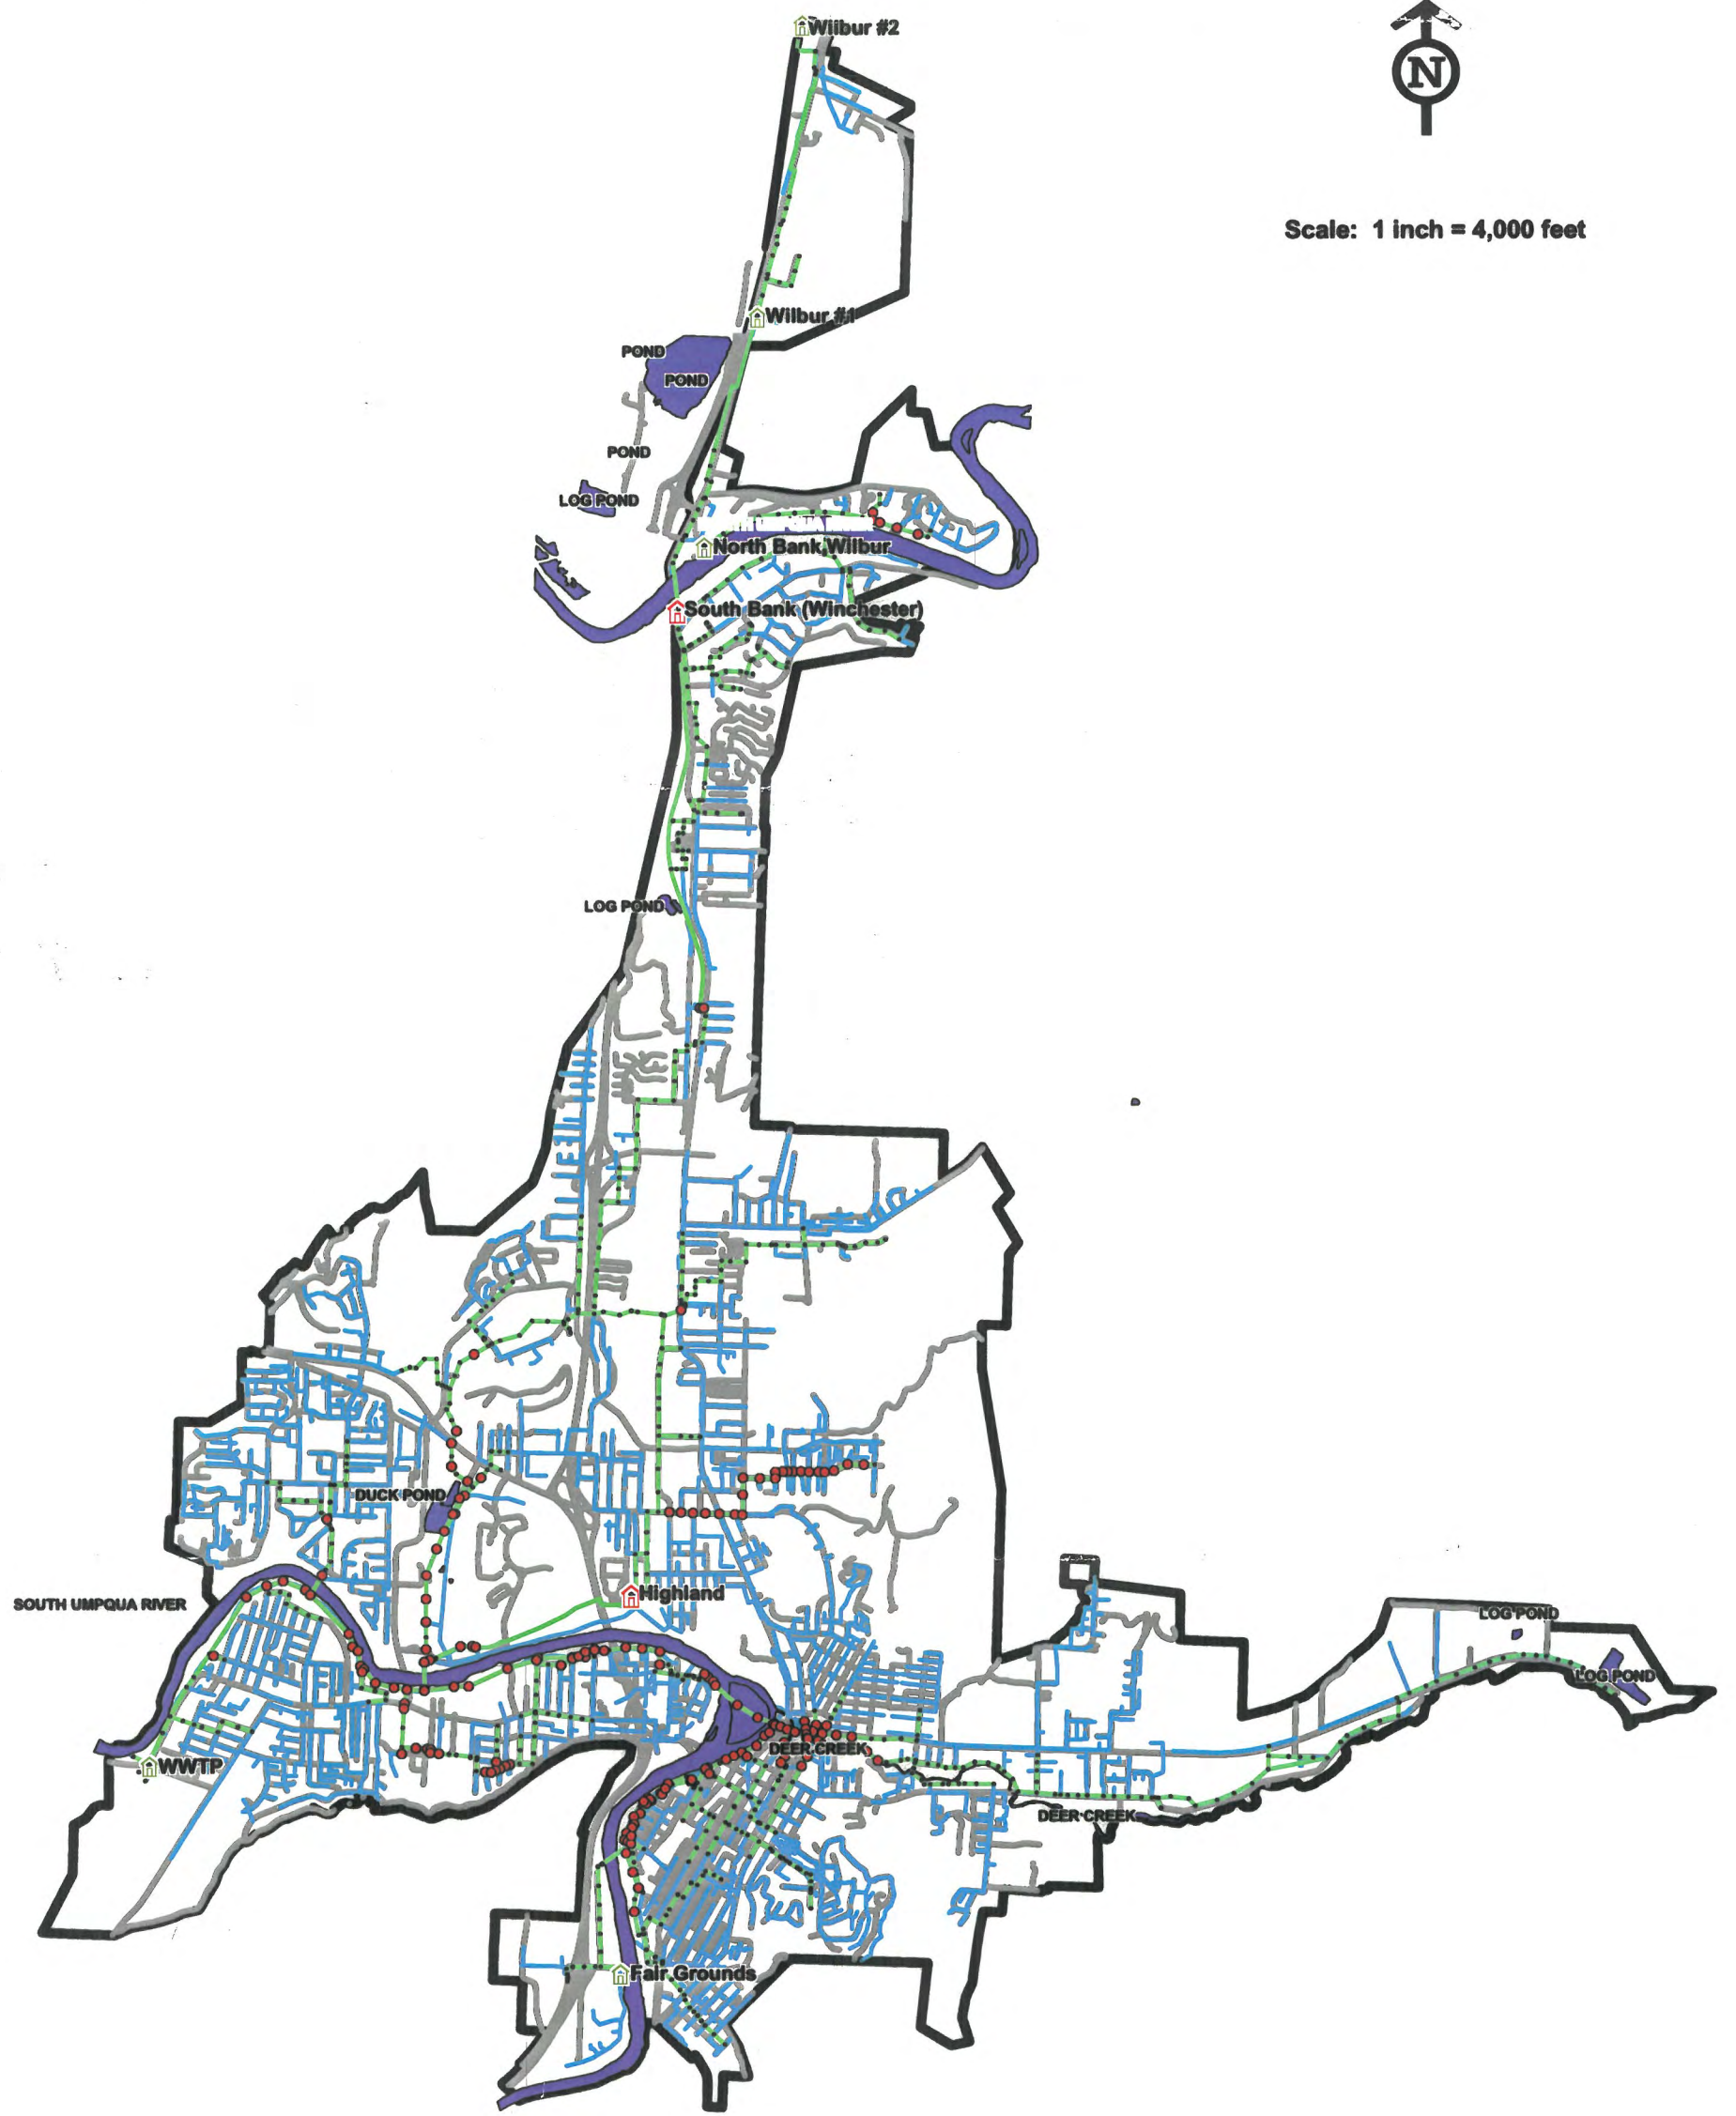 Wilbur #2
N
Scale: 1 inch = 4,000 feet
Wilbur #1
POND
POND
POND
LOG POND
North Bank Wilbur
South Bank (Winchester)
LOG POND
DUCK POND
SOUTH UMPQUA RIVER
Highland
LOG POND
LOG POND
DEER CREEK
WWTP
DEER CREEK
Fair Grounds